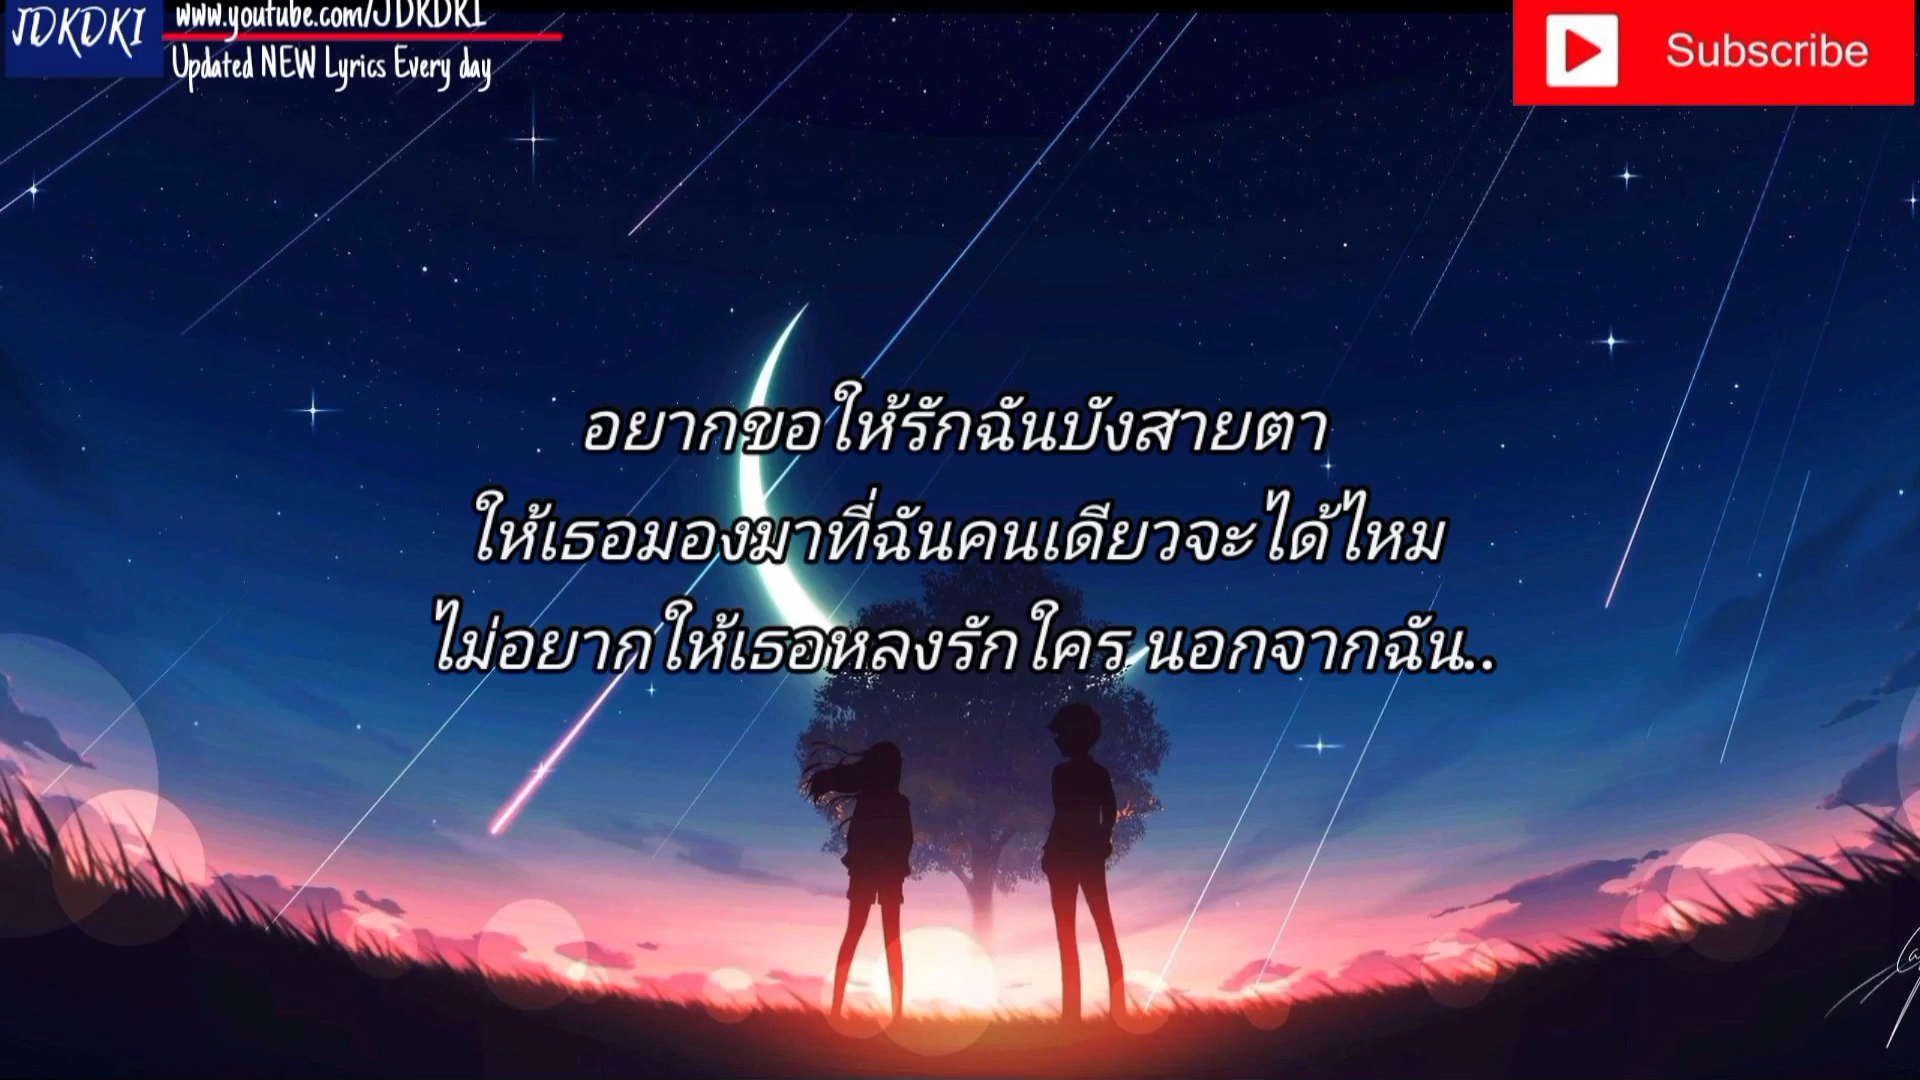 JDKDKI
www.youtube.com/JDKDKI
Updated NEW Lyrics Every day
Subscribe
อยากขอให้รักฉันบังสายตา
ให้เธอมองมาที่ฉันคนเดียวจะได้ไหม
ไม่อยากให้เธอหลงรักใคร นอกจากฉัน..